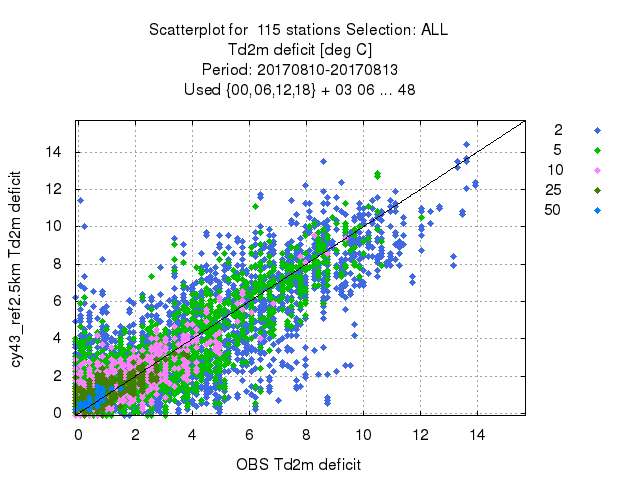 Scatterplot for 115 stations Selection: ALL
Td2m deficit [deg C]
Period: 20170810-20170813
Used {00,06,12,18} + 03 06 ... 48
14
12
10
8
6
4
2
0
0 2 4 6 8 10 12 14
cy43_ref2.5km Td2m deficit
OBS Td2m deficit
2
5
10
25
50